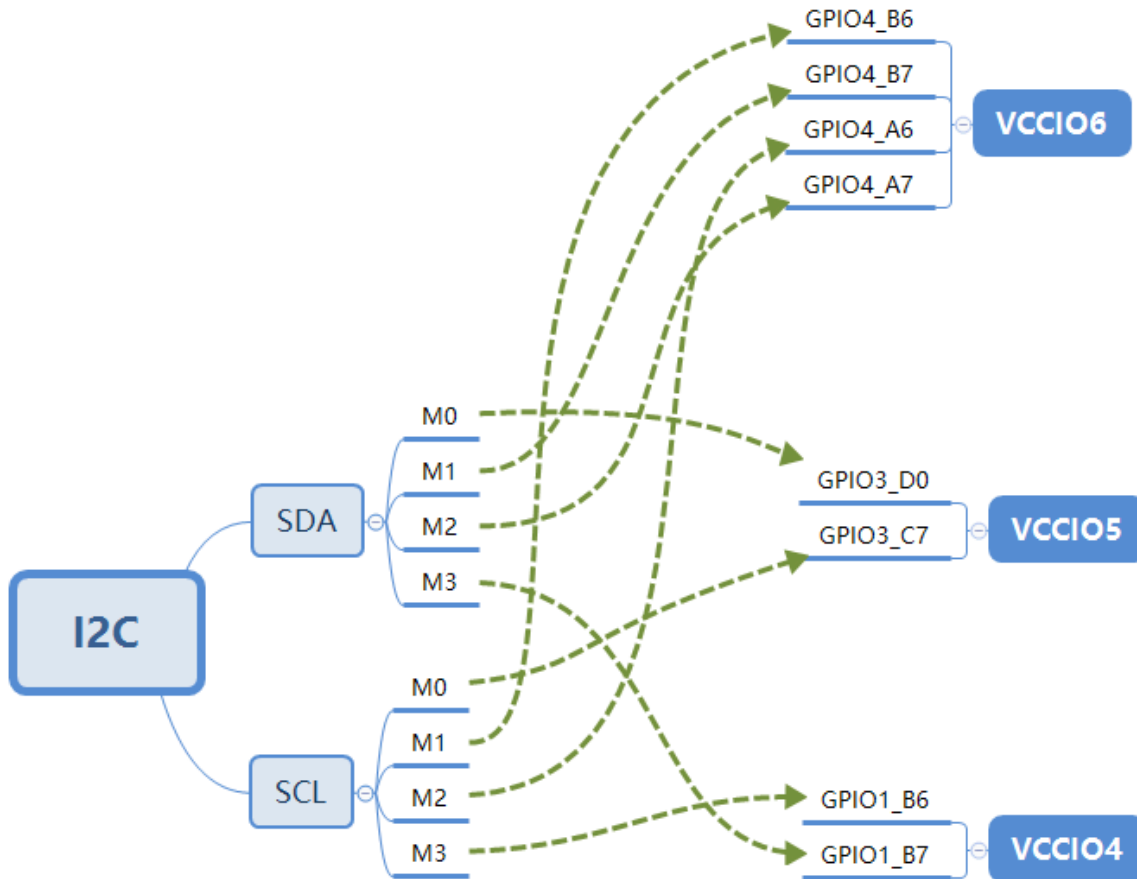 GPIO4_B6
GPIO4_B7
GPIO4_A6
GPIO4_A7
VCCIO6
I2C
SDA
M0
M1
M2
M3
SCL
M0
M1
M2
M3
GPIO3_D0
GPIO3_C7
VCCIO5
GPIO1_B6
GPIO1_B7
VCCIO4